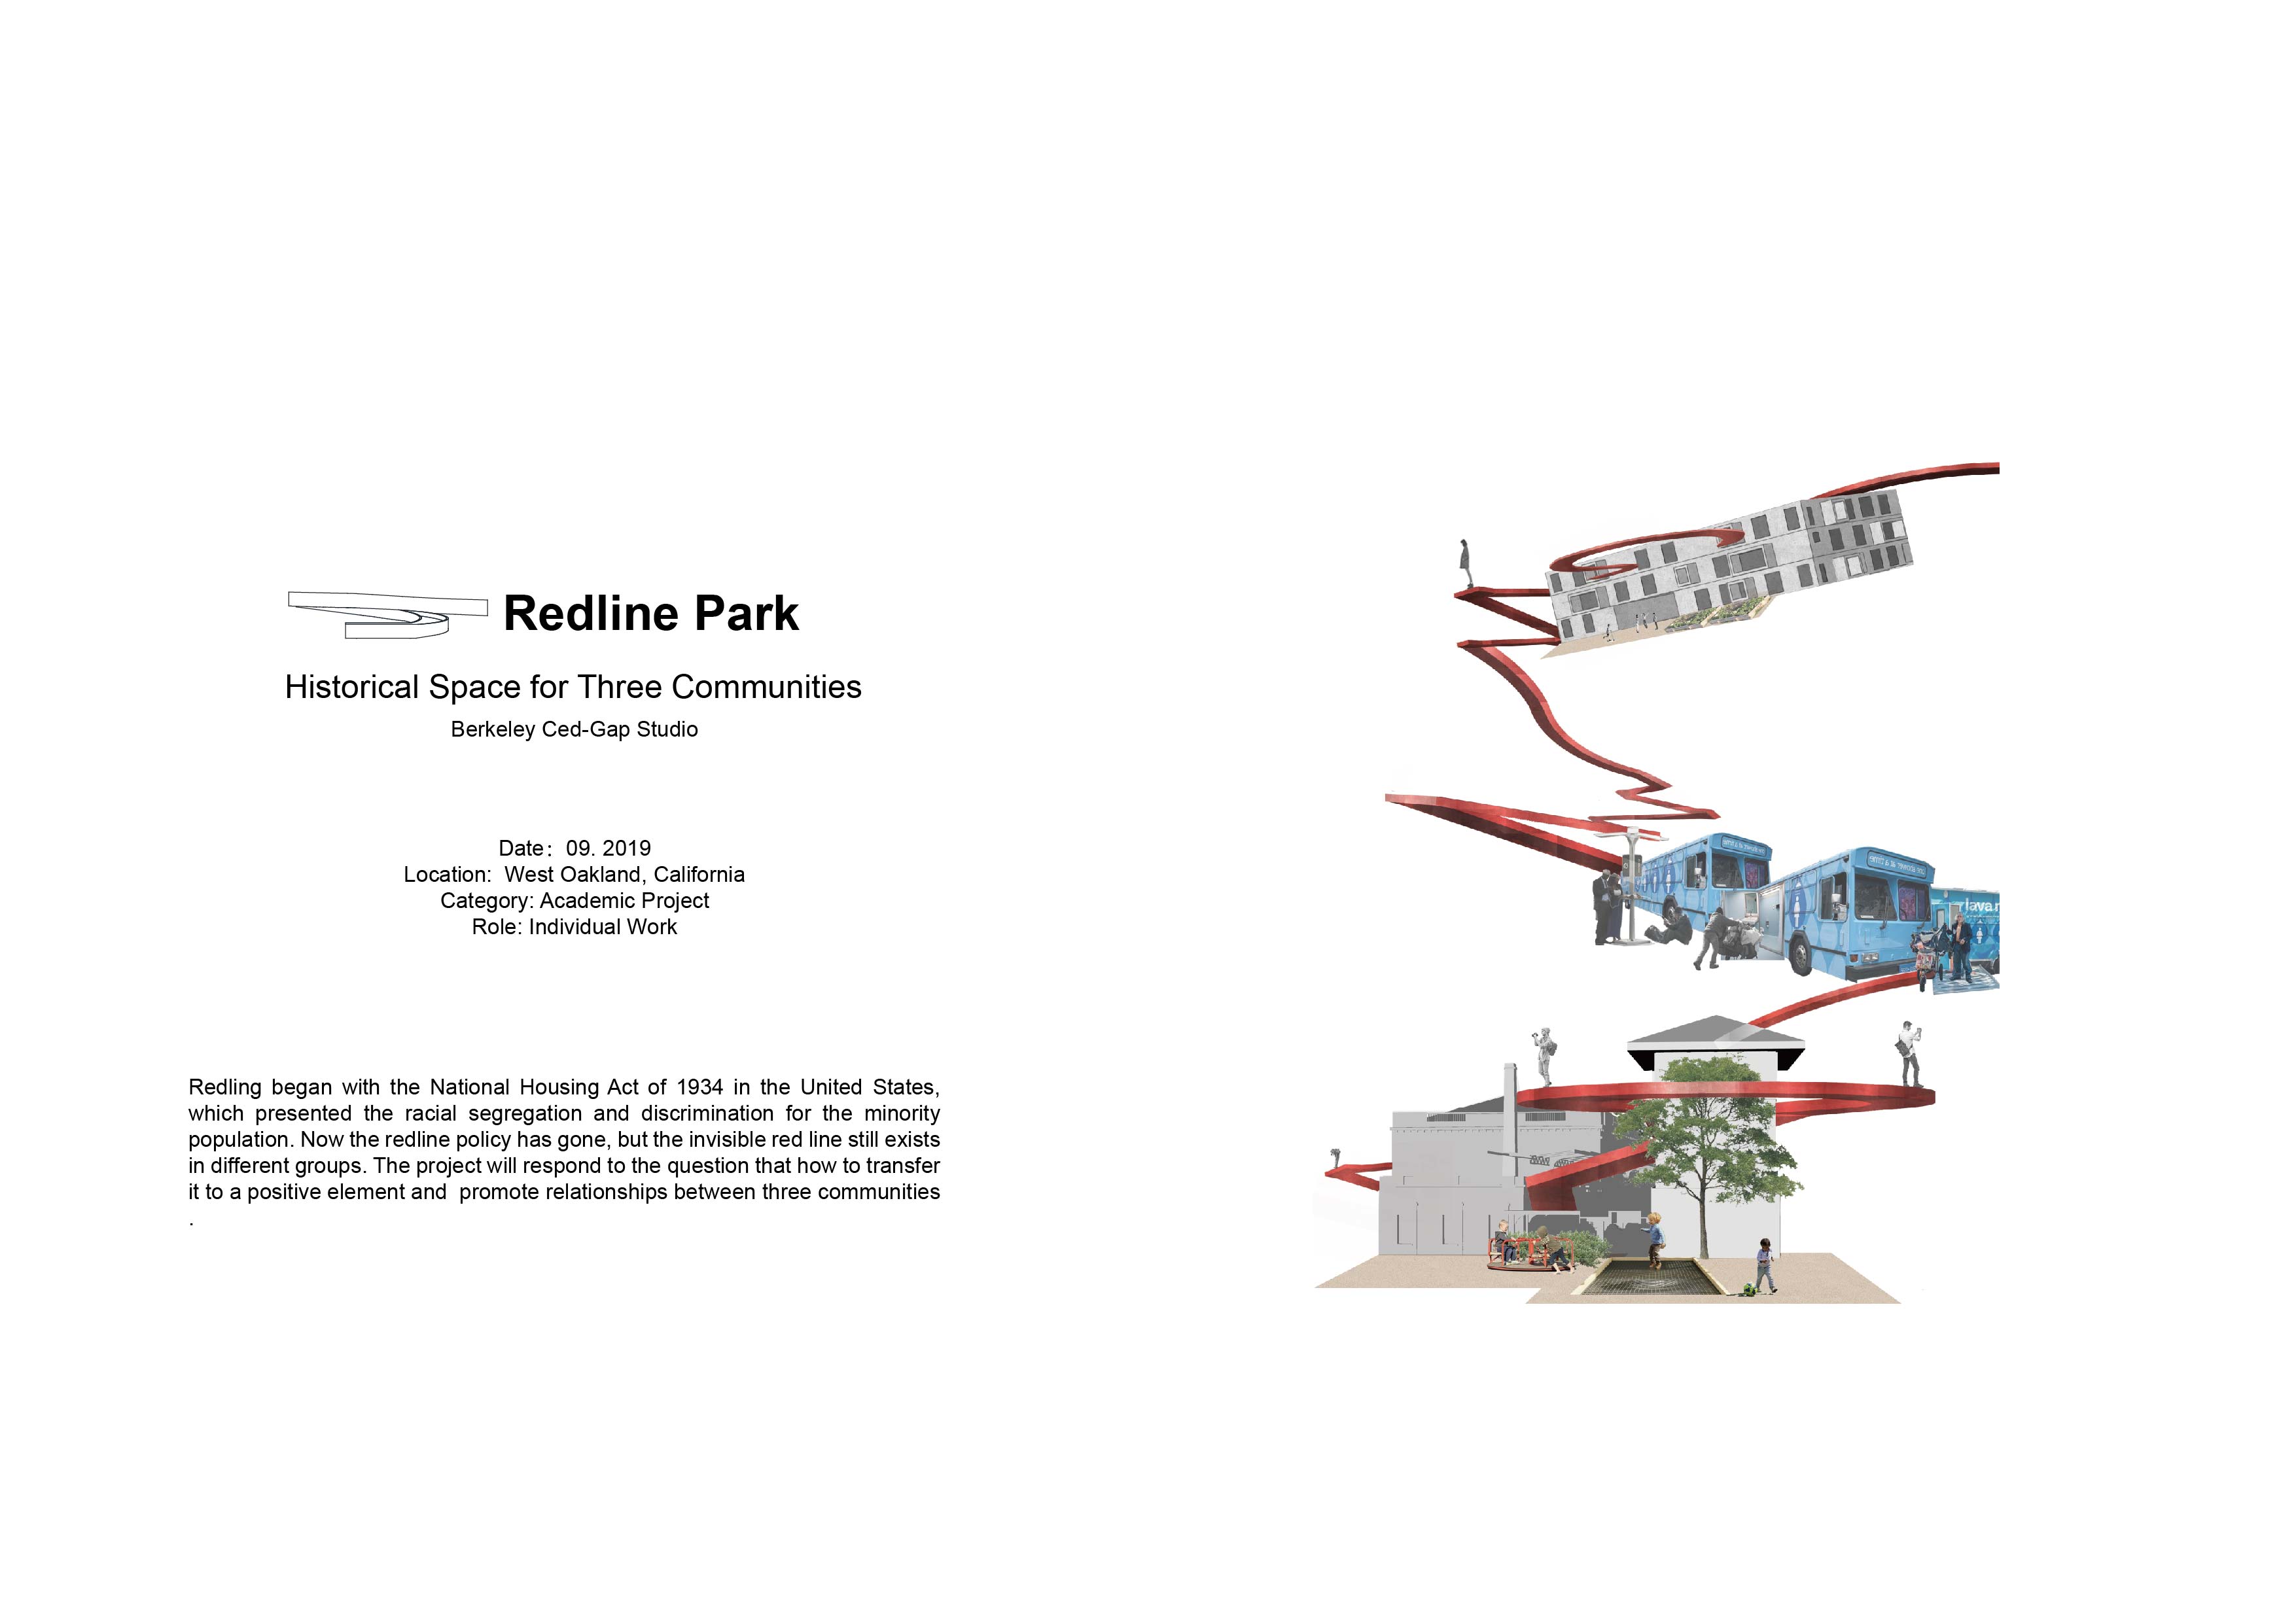 Redline Park
Historical Space for Three Communities
Berkeley Ced-Gap Studio
Date： 09. 2019
Location:  West Oakland, California
Category: Academic Project
Role: Individual Work
Redling began with the National Housing Act of 1934 in the United States,
which presented the racial segregation and discrimination for the minority
population. Now the redline policy has gone, but the invisible red line still exists
in different groups. The project will respond to the question that how to transfer
it to a positive element and  promote relationships between three communities
.
lava